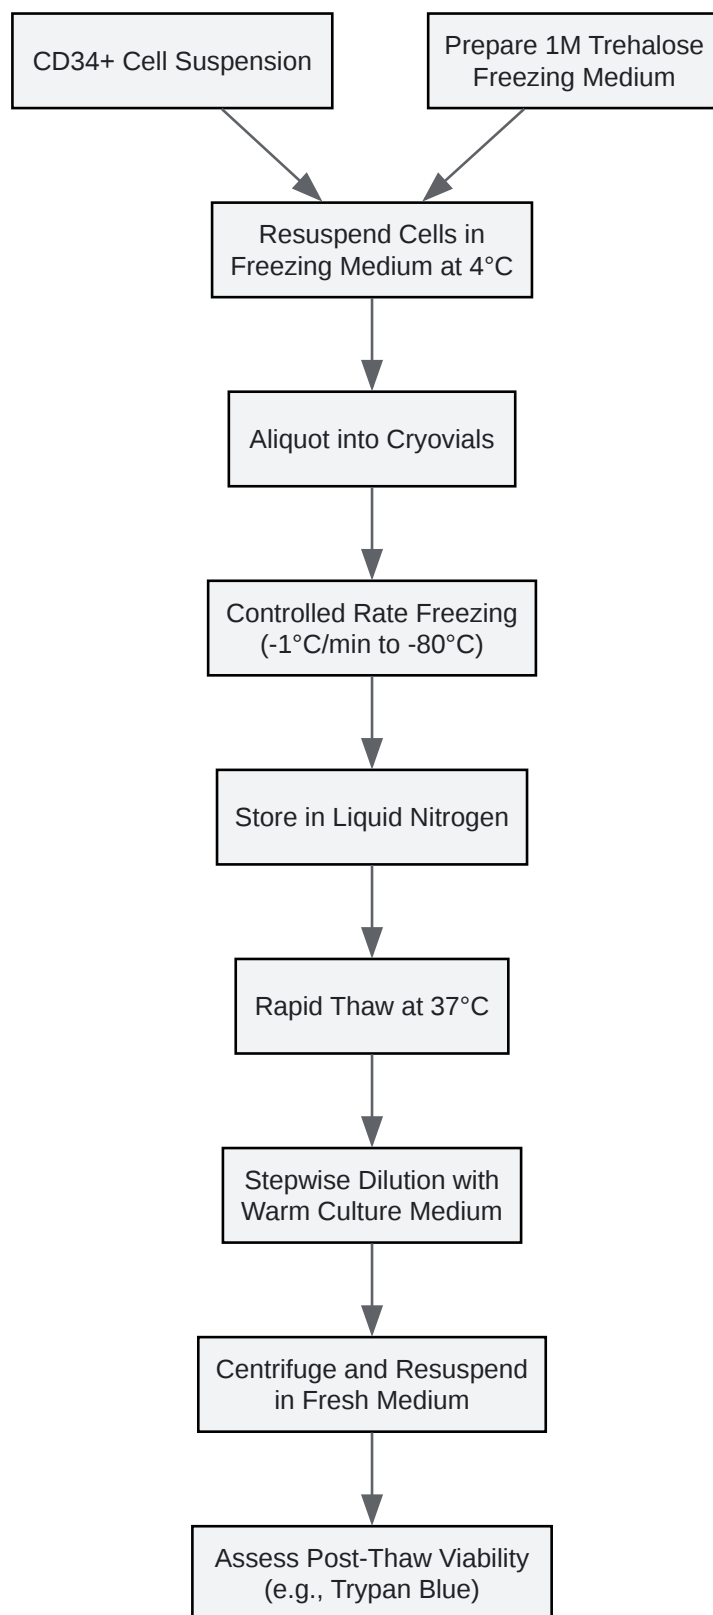 CD34+ Cell Suspension
Prepare 1M Trehalose
Freezing Medium
Resuspend Cells in
Freezing Medium at 4°C
Aliquot into Cryovials
Controlled Rate Freezing
(-1°C/min to -80°C)
Store in Liquid Nitrogen
Rapid Thaw at 37°C
Stepwise Dilution with
Warm Culture Medium
Centrifuge and Resuspend
in Fresh Medium
Assess Post-Thaw Viability
(e.g., Trypan Blue)